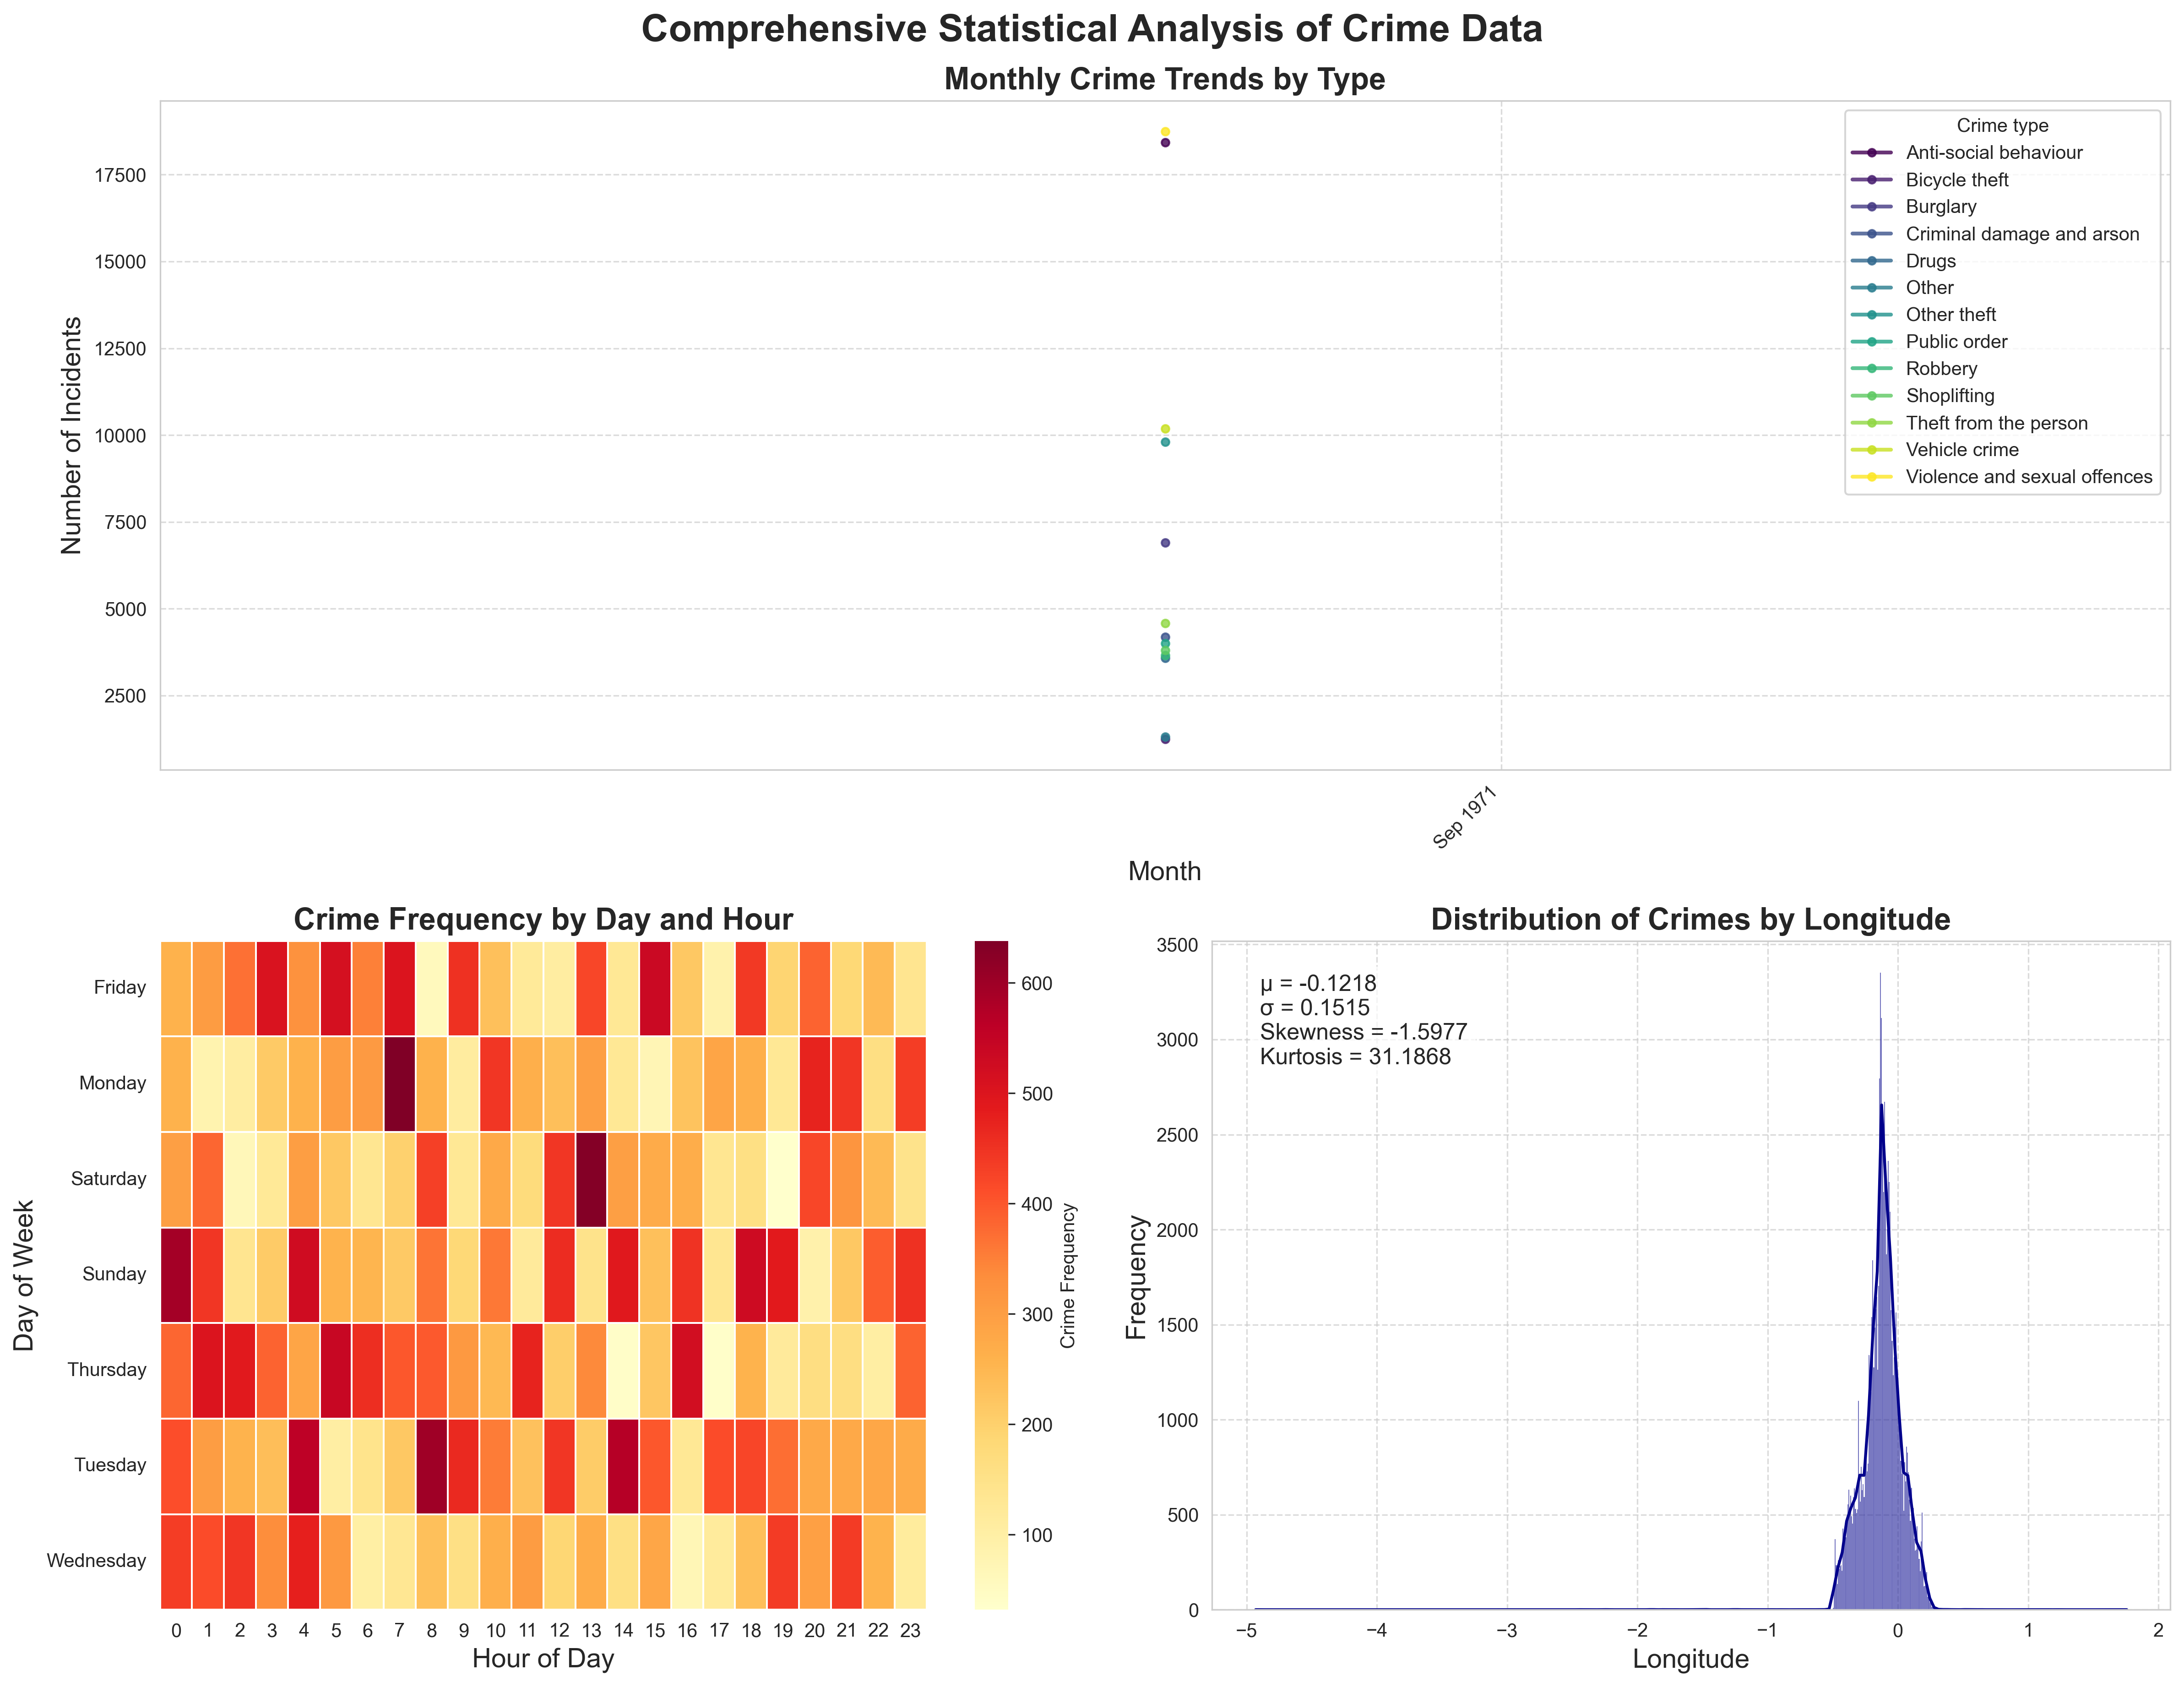 Comprehensive Statistical Analysis of Crime Data
Monthly Crime Trends by Type
Number of Incidents
17500
15000
12500
10000
7500
5000
2500
Crime type
Anti-social behaviour
Bicycle theft
Burglary
Criminal damage and arson
Drugs
Other
Other theft
Public order
Robbery
Shoplifting
Theft from the person
Vehicle crime
Violence and sexual offences
Sep 1971
Month
Crime Frequency by Day and Hour
Day of Week
Friday
Monday
Saturday
Sunday
Thursday
Tuesday
Wednesday
0 1 2 3 4 5 6 7 8 9 10 11 12 13 14 15 16 17 18 19 20 21 22 23
Hour of Day
600
500
400
300
200
100
Crime Frequency
Distribution of Crimes by Longitude
Frequency
3500
3000
2500
2000
1500
1000
500
0
μ = -0.1218
σ = 0.1515
Skewness = -1.5977
Kurtosis = 31.1868
−5 −4 −3 −2 −1 0 1 2
Longitude